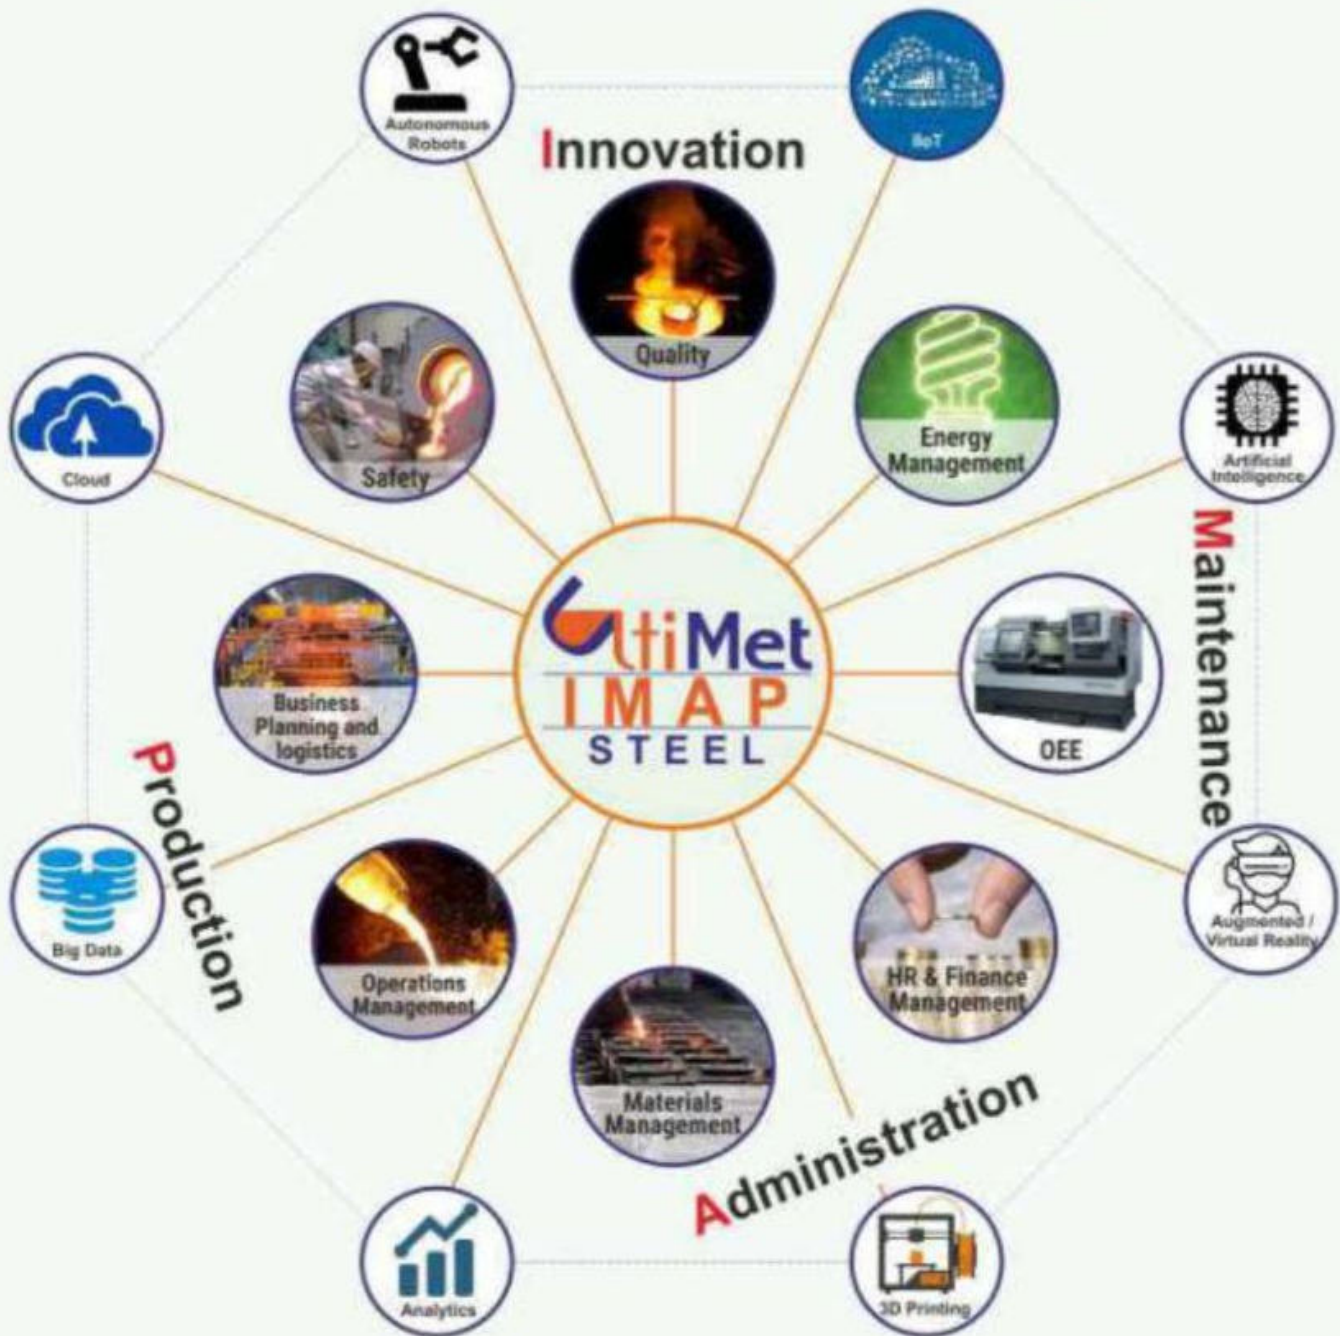 Autonomous
Robots
IIoT
Innovation
Quality
Safety
Energy
Management
Cloud
Artificial
Intelligence
Maintenance
Business
Planning and
logistics
UltiMet
IMAP
STEEL
OEE
Production
Big Data
Operations
Management
Materials
Management
HR & Finance
Management
Augmented /
Virtual Reality
Administration
Analytics
3D Printing